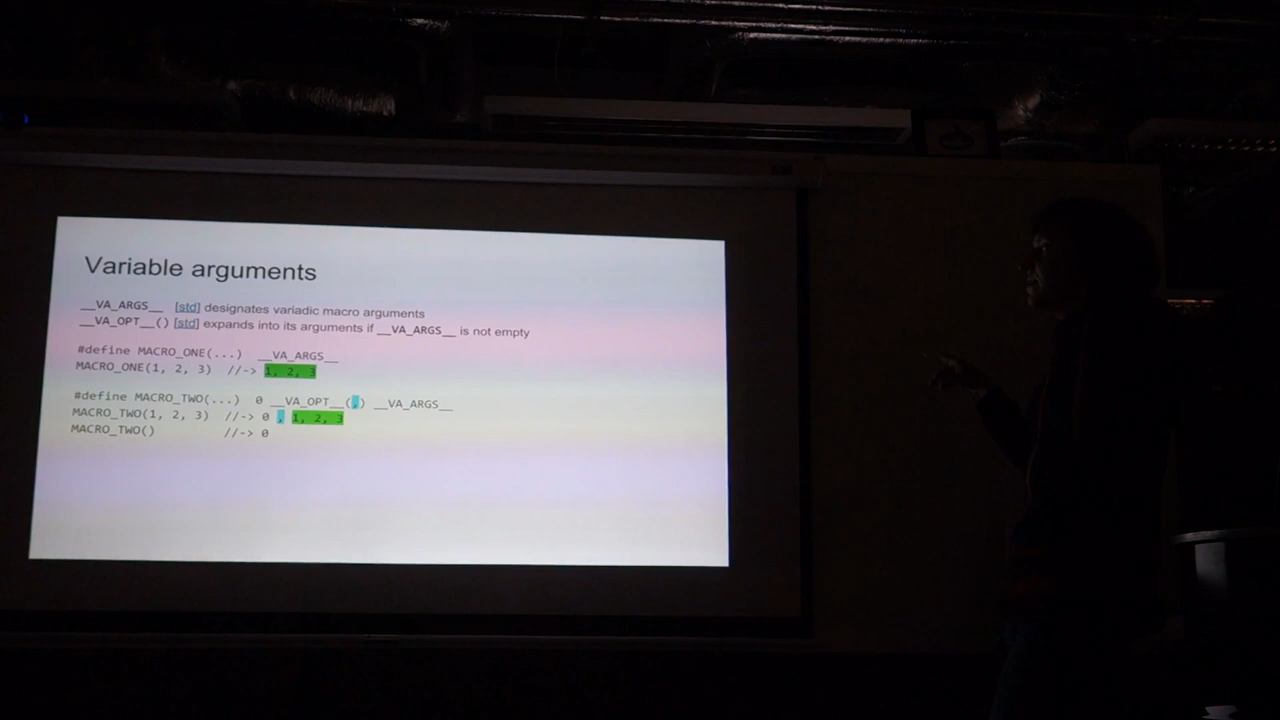 Variable arguments
__VA_ARGS__ [std] designates variadic macro arguments
__VA_OPT__() [std] expands into its arguments if __VA_ARGS__ is not empty
#define MACRO_ONE(...) __VA_ARGS__
MACRO_ONE(1, 2, 3) //-> 1, 2, 3
#define MACRO_TWO(...) 0 __VA_OPT__(,) __VA_ARGS__
MACRO_TWO(1, 2, 3) //-> 0 , 1, 2, 3
MACRO_TWO() //-> 0